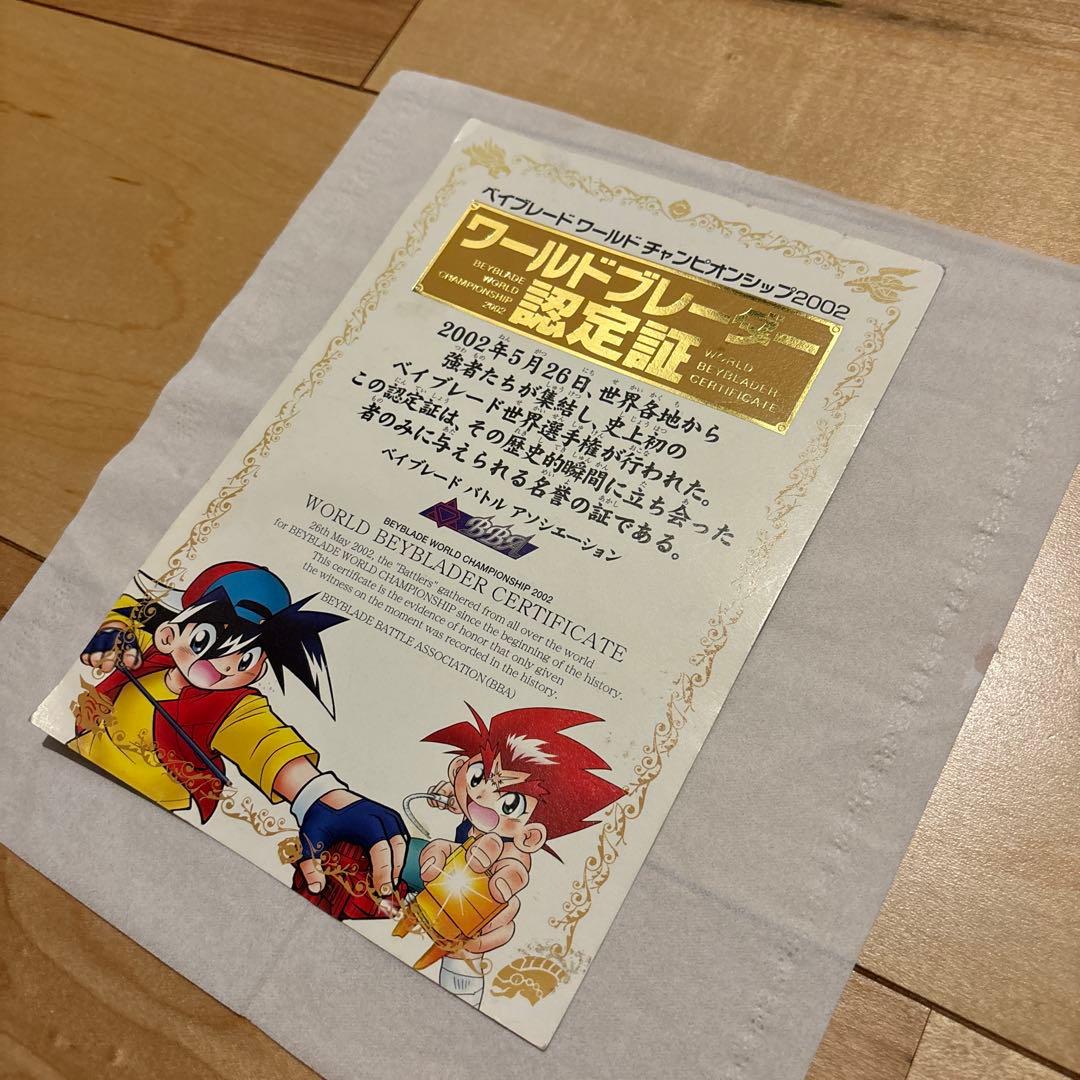 ベイブレード ワールド チャンピオンシップ2002
ワールドブレーダー
認定証
BEYBLADE
WORLD
CHAMPIONSHIP
2002
WORLD
BEYBLADER
CERTIFICATE
2002年5月26日、世界各地から
強者たちが集結し、史上初の
ベイブレード世界選手権が行われた。
この認定証は、その歴史的瞬間に立ち会った
者のみに与えられる名誉の証である。
ベイブレード バトル アソシエーション
BBA
BEYBLADE WORLD CHAMPIONSHIP 2002
WORLD BEYBLADER CERTIFICATE
26th May 2002, the "Battlers" gathered from all over the world
for BEYBLADE WORLD CHAMPIONSHIP since the beginning of the history.
This certificate is the evidence of honor that only given
the witness on the moment was recorded in the history.
BEYBLADE BATTLE ASSOCIATION(BBA)